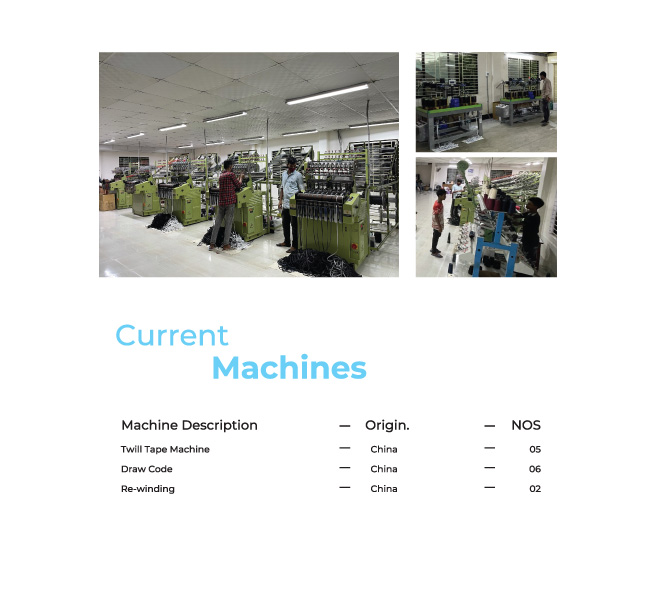 Current
Machines
Machine Description — Origin. — NOS
Twill Tape Machine — China — 05
Draw Code — China — 06
Re-winding — China — 02